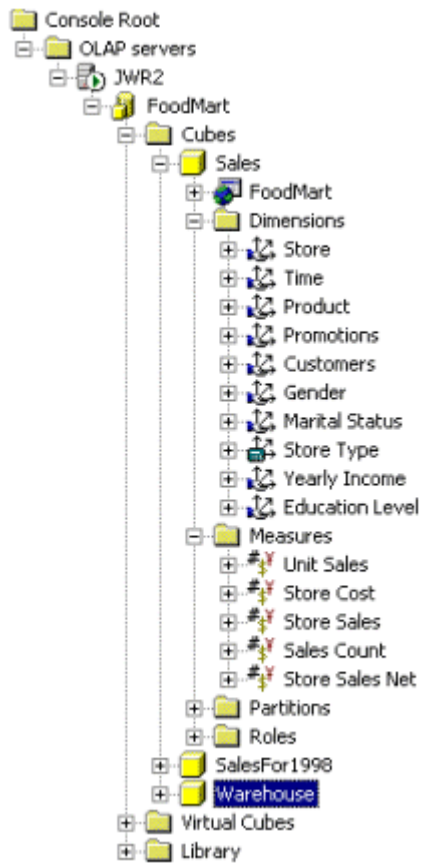 Console Root
OLAP servers
JWR2
FoodMart
Cubes
Sales
FoodMart
Dimensions
Store
Time
Product
Promotions
Customers
Gender
Marital Status
Store Type
Yearly Income
Education Level
Measures
Unit Sales
Store Cost
Store Sales
Sales Count
Store Sales Net
Partitions
Roles
SalesFor1998
Warehouse
Virtual Cubes
Library